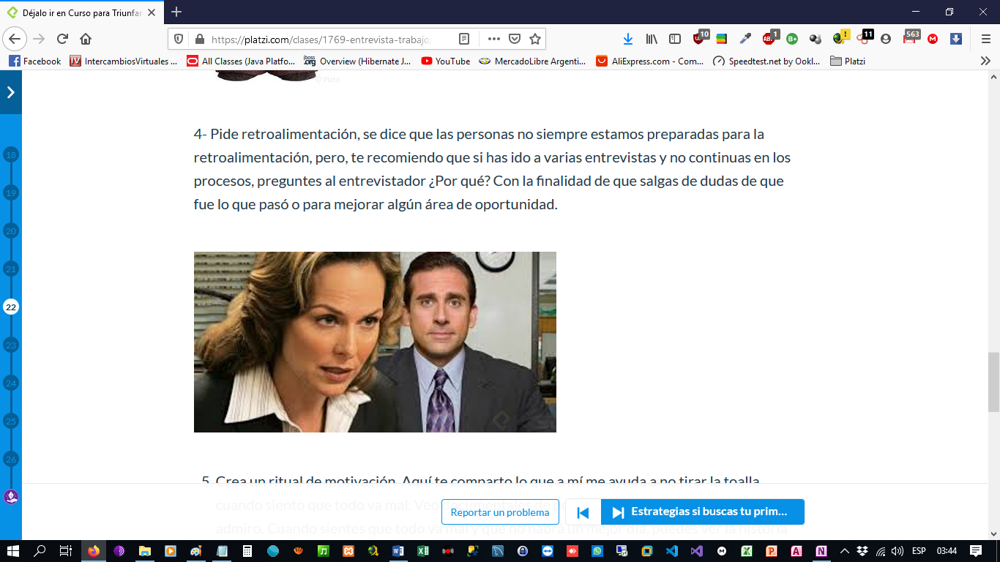 Déjalo ir en Curso para Triunfar
https://platzi.com/clases/1769-entrevista-trabajo
10
1
11
563
Facebook
IntercambiosVirtuales ...
All Classes (Java Platfo...
Overview (Hibernate J...
YouTube
MercadoLibre Argenti...
AliExpress.com - Com...
Speedtest.net by Ookl...
Platzi
Platzi
4- Pide retroalimentación, se dice que las personas no siempre estamos preparadas para la
retroalimentación, pero, te recomiendo que si has ido a varias entrevistas y no continuas en los
procesos, preguntes al entrevistador ¿Por qué? Con la finalidad de que salgas de dudas de que
fue lo que pasó o para mejorar algún área de oportunidad.
18
19
20
21
22
23
24
25
26
5. Crea un ritual de motivación. Aquí te comparto lo que a mí me ayuda a no tirar la toalla
cuando siento que todo va mal. Veo documentales de
admiro. Cuando sientes que todo va mal y que no habrá un mejor día, puedes ver la historia
Reportar un problema
Estrategias si buscas tu prim...
ESP
03:44